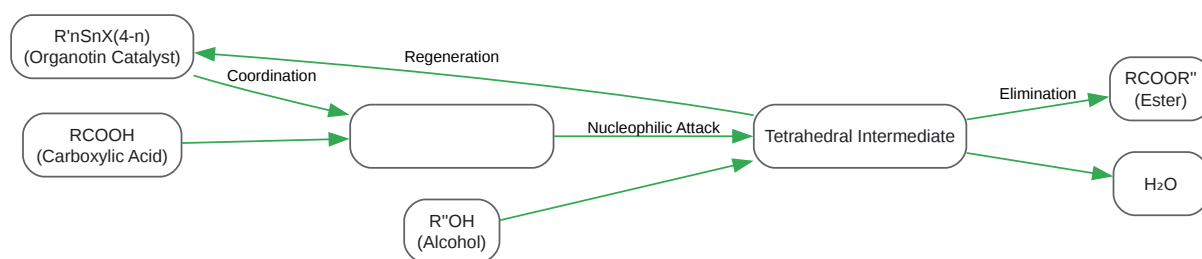 R'nSnX(4-n)
(Organotin Catalyst)
Regeneration
Coordination
RCOOH
(Carboxylic Acid)
Nucleophilic Attack
R''OH
(Alcohol)
Tetrahedral Intermediate
Elimination
RCOOR''
(Ester)
H₂O